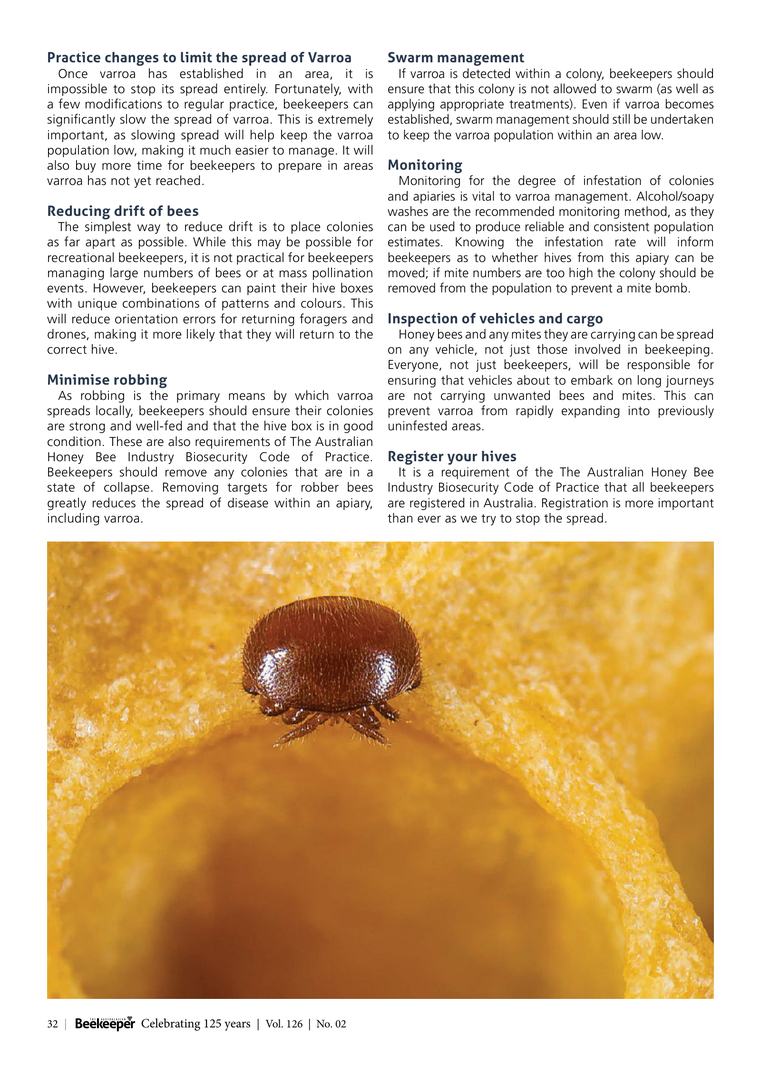 Practice changes to limit the spread of Varroa
Once varroa has established in an area, it is
impossible to stop its spread entirely. Fortunately, with
a few modifications to regular practice, beekeepers can
significantly slow the spread of varroa. This is extremely
important, as slowing spread will help keep the varroa
population low, making it much easier to manage. It will
also buy more time for beekeepers to prepare in areas
varroa has not yet reached.
Reducing drift of bees
The simplest way to reduce drift is to place colonies
as far apart as possible. While this may be possible for
recreational beekeepers, it is not practical for beekeepers
managing large numbers of bees or at mass pollination
events. However, beekeepers can paint their hive boxes
with unique combinations of patterns and colours. This
will reduce orientation errors for returning foragers and
drones, making it more likely that they will return to the
correct hive.
Minimise robbing
As robbing is the primary means by which varroa
spreads locally, beekeepers should ensure their colonies
are strong and well-fed and that the hive box is in good
condition. These are also requirements of The Australian
Honey Bee Industry Biosecurity Code of Practice.
Beekeepers should remove any colonies that are in a
state of collapse. Removing targets for robber bees
greatly reduces the spread of disease within an apiary,
including varroa.
Swarm management
If varroa is detected within a colony, beekeepers should
ensure that this colony is not allowed to swarm (as well as
applying appropriate treatments). Even if varroa becomes
established, swarm management should still be undertaken
to keep the varroa population within an area low.
Monitoring
Monitoring for the degree of infestation of colonies
and apiaries is vital to varroa management. Alcohol/soapy
washes are the recommended monitoring method, as they
can be used to produce reliable and consistent population
estimates. Knowing the infestation rate will inform
beekeepers as to whether hives from this apiary can be
moved; if mite numbers are too high the colony should be
removed from the population to prevent a mite bomb.
Inspection of vehicles and cargo
Honey bees and any mites they are carrying can be spread
on any vehicle, not just those involved in beekeeping.
Everyone, not just beekeepers, will be responsible for
ensuring that vehicles about to embark on long journeys
are not carrying unwanted bees and mites. This can
prevent varroa from rapidly expanding into previously
uninfested areas.
Register your hives
It is a requirement of the The Australian Honey Bee
Industry Biosecurity Code of Practice that all beekeepers
are registered in Australia. Registration is more important
than ever as we try to stop the spread.
32 | Beekeeper Celebrating 125 years | Vol. 126 | No. 02